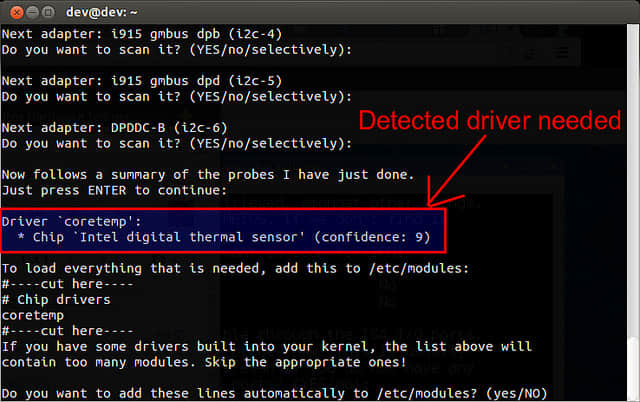 dev@dev: ~
Next adapter: i915 gmbus dpb (i2c-4)
Do you want to scan it? (YES/no/selectively):
Next adapter: i915 gmbus dpd (i2c-5)
Do you want to scan it? (YES/no/selectively):
Next adapter: DPDDC-B (i2c-6)
Do you want to scan it? (YES/no/selectively):
Detected driver needed
Now follows a summary of the probes I have just done.
Just press ENTER to continue:
Driver `coretemp':
* Chip `Intel digital thermal sensor' (confidence: 9)
To load everything that is needed, add this to /etc/modules:
#----cut here----
# Chip drivers
coretemp
#----cut here----
If you have some drivers built into your kernel, the list above will
contain too many modules. Skip the appropriate ones!
Do you want to add these lines automatically to /etc/modules? (yes/NO)